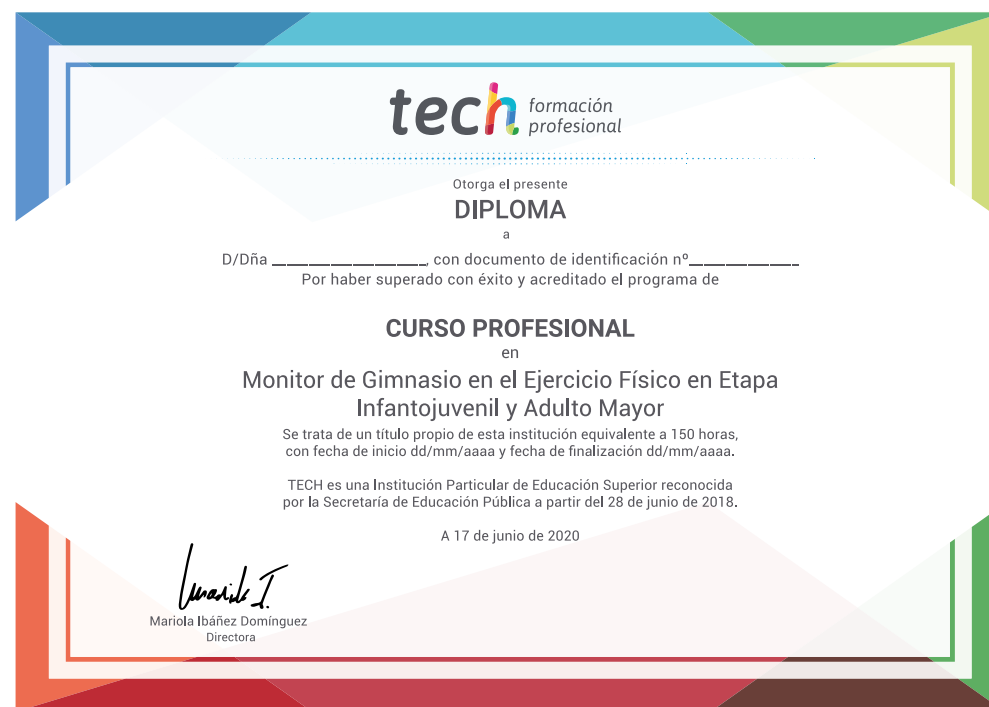 tech formación
profesional
Otorga el presente
DIPLOMA
a
D/Dña ____________________, con documento de identificación nº______________
Por haber superado con éxito y acreditado el programa de
CURSO PROFESIONAL
en
Monitor de Gimnasio en el Ejercicio Físico en Etapa
Infantojuvenil y Adulto Mayor
Se trata de un título propio de esta institución equivalente a 150 horas,
con fecha de inicio dd/mm/aaaa y fecha de finalización dd/mm/aaaa.
TECH es una Institución Particular de Educación Superior reconocida
por la Secretaría de Educación Pública a partir del 28 de junio de 2018.
A 17 de junio de 2020
Mariola Ibáñez Domínguez
Directora